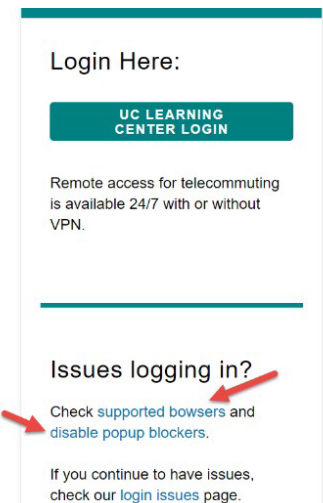 Login Here:
UC LEARNING
CENTER LOGIN
Remote access for telecommuting
is available 24/7 with or without
VPN.
Issues logging in?
Check supported bowsers and
disable popup blockers.
If you continue to have issues,
check our login issues page.